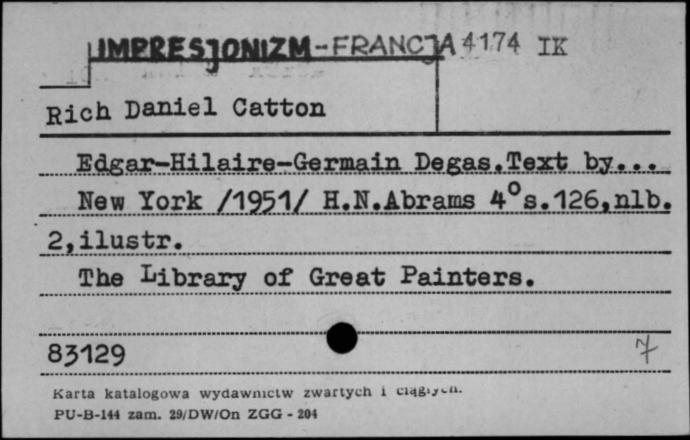 IMPRESJONIZM-FRANCJA 4174 IK
Rich Daniel Catton
Edgar-Hilaire-Germain Degas.Text by...
New York /1951/ H.N.Abrams 4°s.126,nlb.
2,ilustr.
The Library of Great Painters.
83129
7
Karta katalogowa wydawnictw zwartych i ciągłych.
PU-B-144 zam. 29/DW/On ZGG - 204